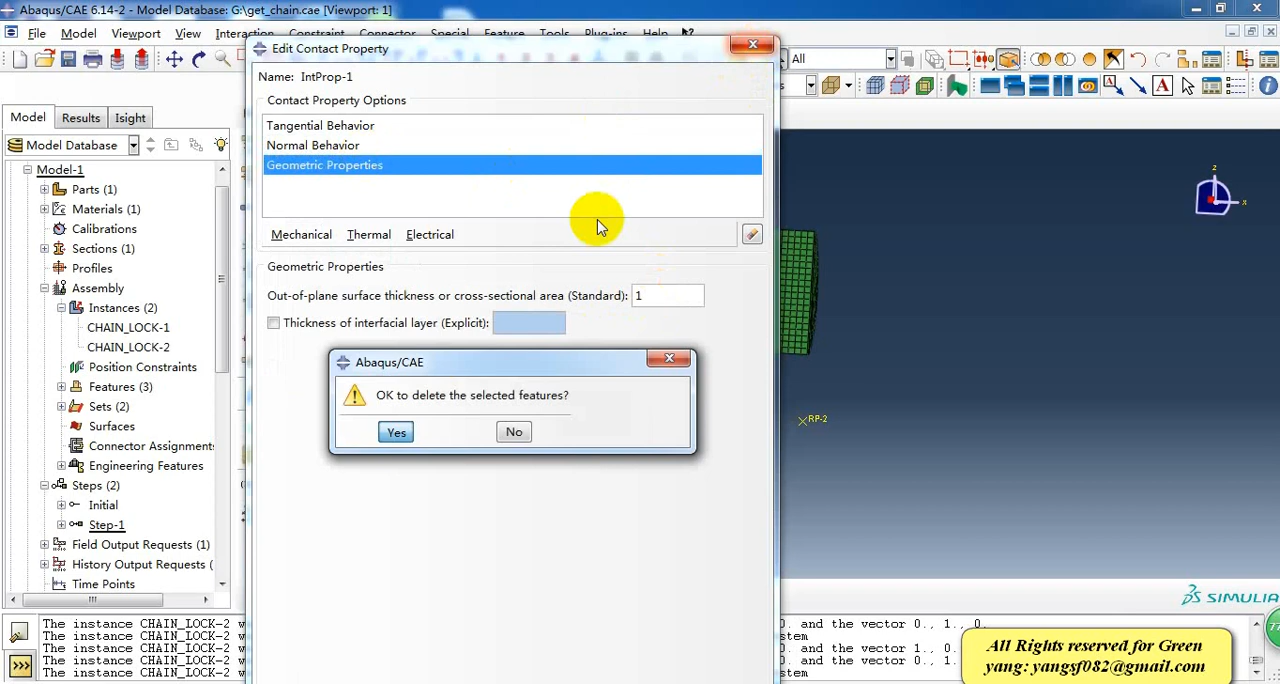 Abaqus/CAE 6.14-2 - Model Database: G:\get_chain.cae [Viewport: 1]
File Model Viewport View Interaction Constraint Connector Special Feature Tools Plug-ins Help
Edit Contact Property
All
Name: IntProp-1
Contact Property Options
Model Results Isight
Tangential Behavior
Model Database
Normal Behavior
Model-1
Geometric Properties
Parts (1)
Materials (1)
Calibrations
Mechanical Thermal Electrical
Sections (1)
Profiles
Geometric Properties
Assembly
Out-of-plane surface thickness or cross-sectional area (Standard): 1
Instances (2)
Thickness of interfacial layer (Explicit):
CHAIN_LOCK-1
CHAIN_LOCK-2
Abaqus/CAE
Position Constraints
OK to delete the selected features?
Features (3)
Sets (2)
Yes No
Surfaces
Connector Assignments
Engineering Features
Steps (2)
Initial
Step-1
Field Output Requests (1)
History Output Requests (
Time Points
z
x
RP-2
SIMULIA
The instance CHAIN_LOCK-2 w
The instance CHAIN_LOCK-2 w
The instance CHAIN_LOCK-2 w
The instance CHAIN_LOCK-2 w
The instance CHAIN_LOCK-2 w
0. and the vector 0., 1., 0.
stem
0. and the vector 1., 0.,
0. and the vector 0., 1
stem
77
All Rights reserved for Green
yang: yangsf082@gmail.com